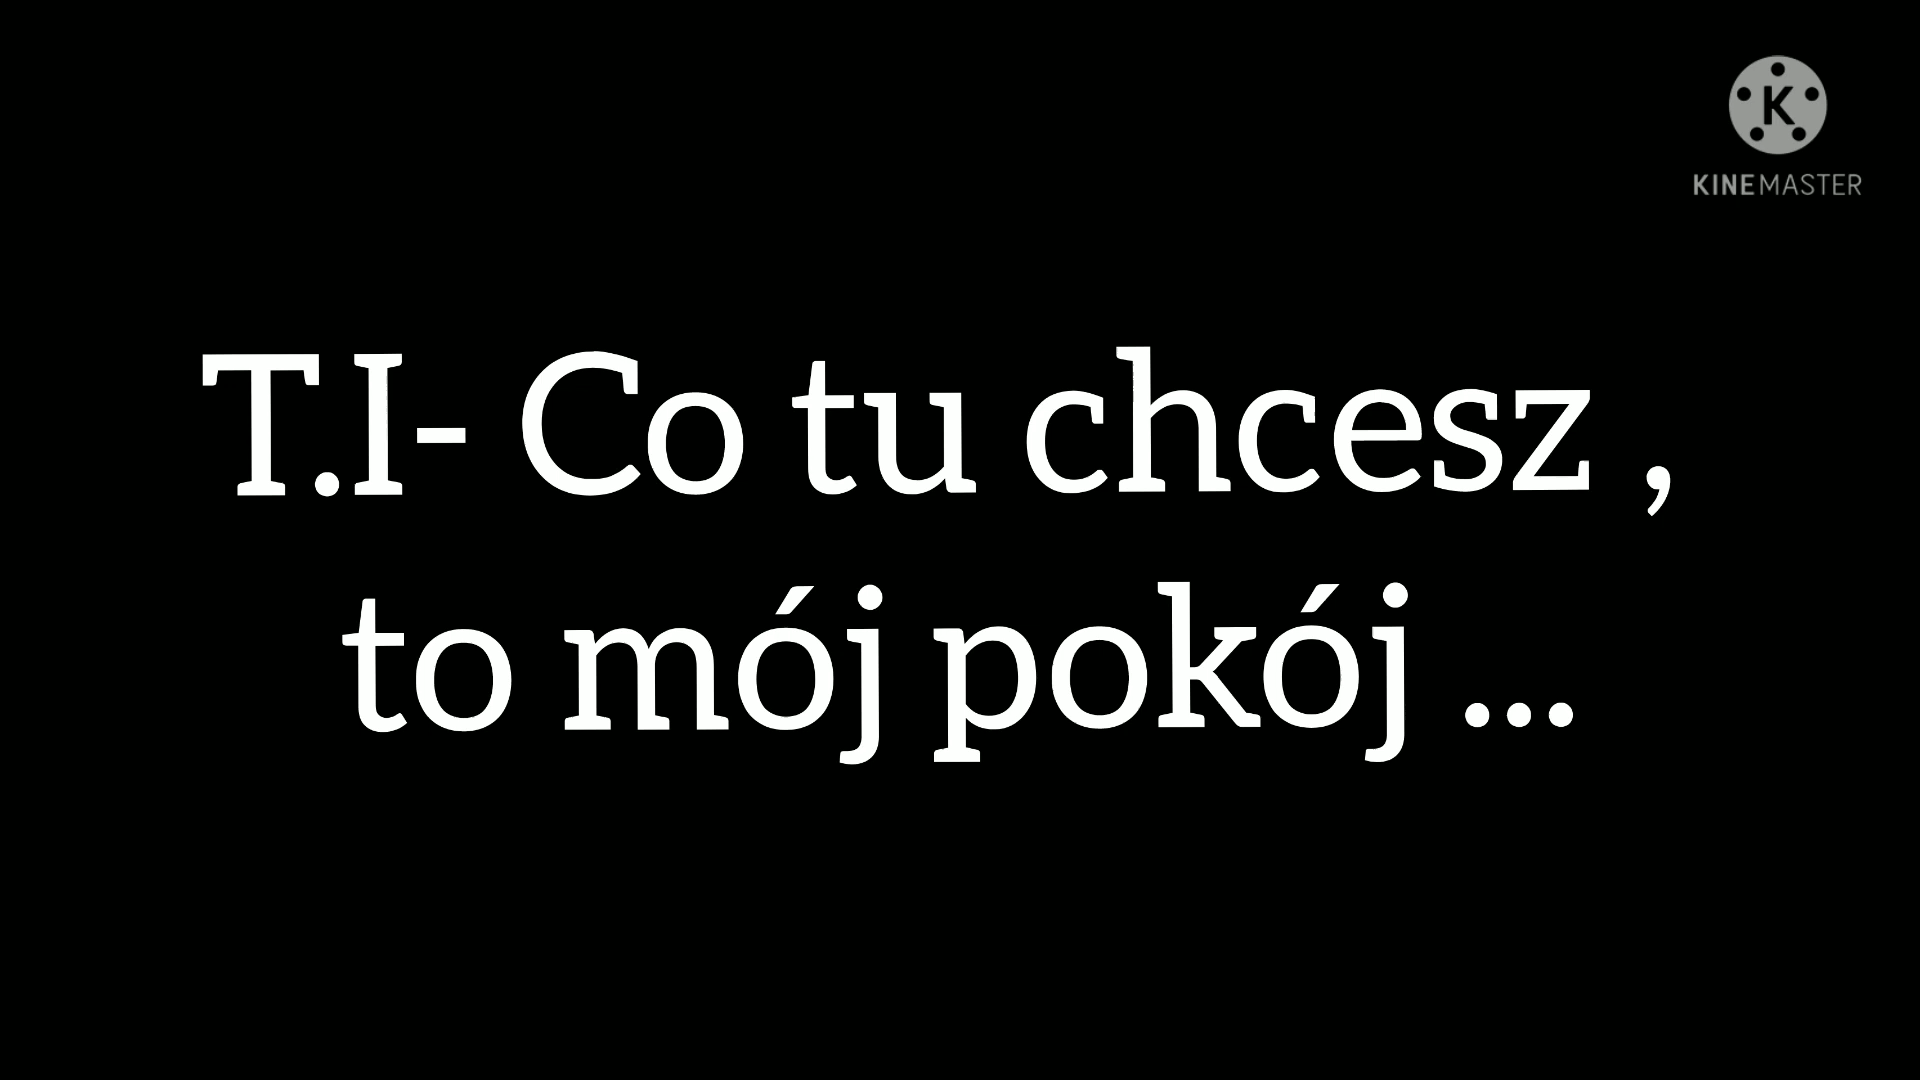 K
KINEMASTER
T.I- Co tu chcesz ,
to mój pokój ...